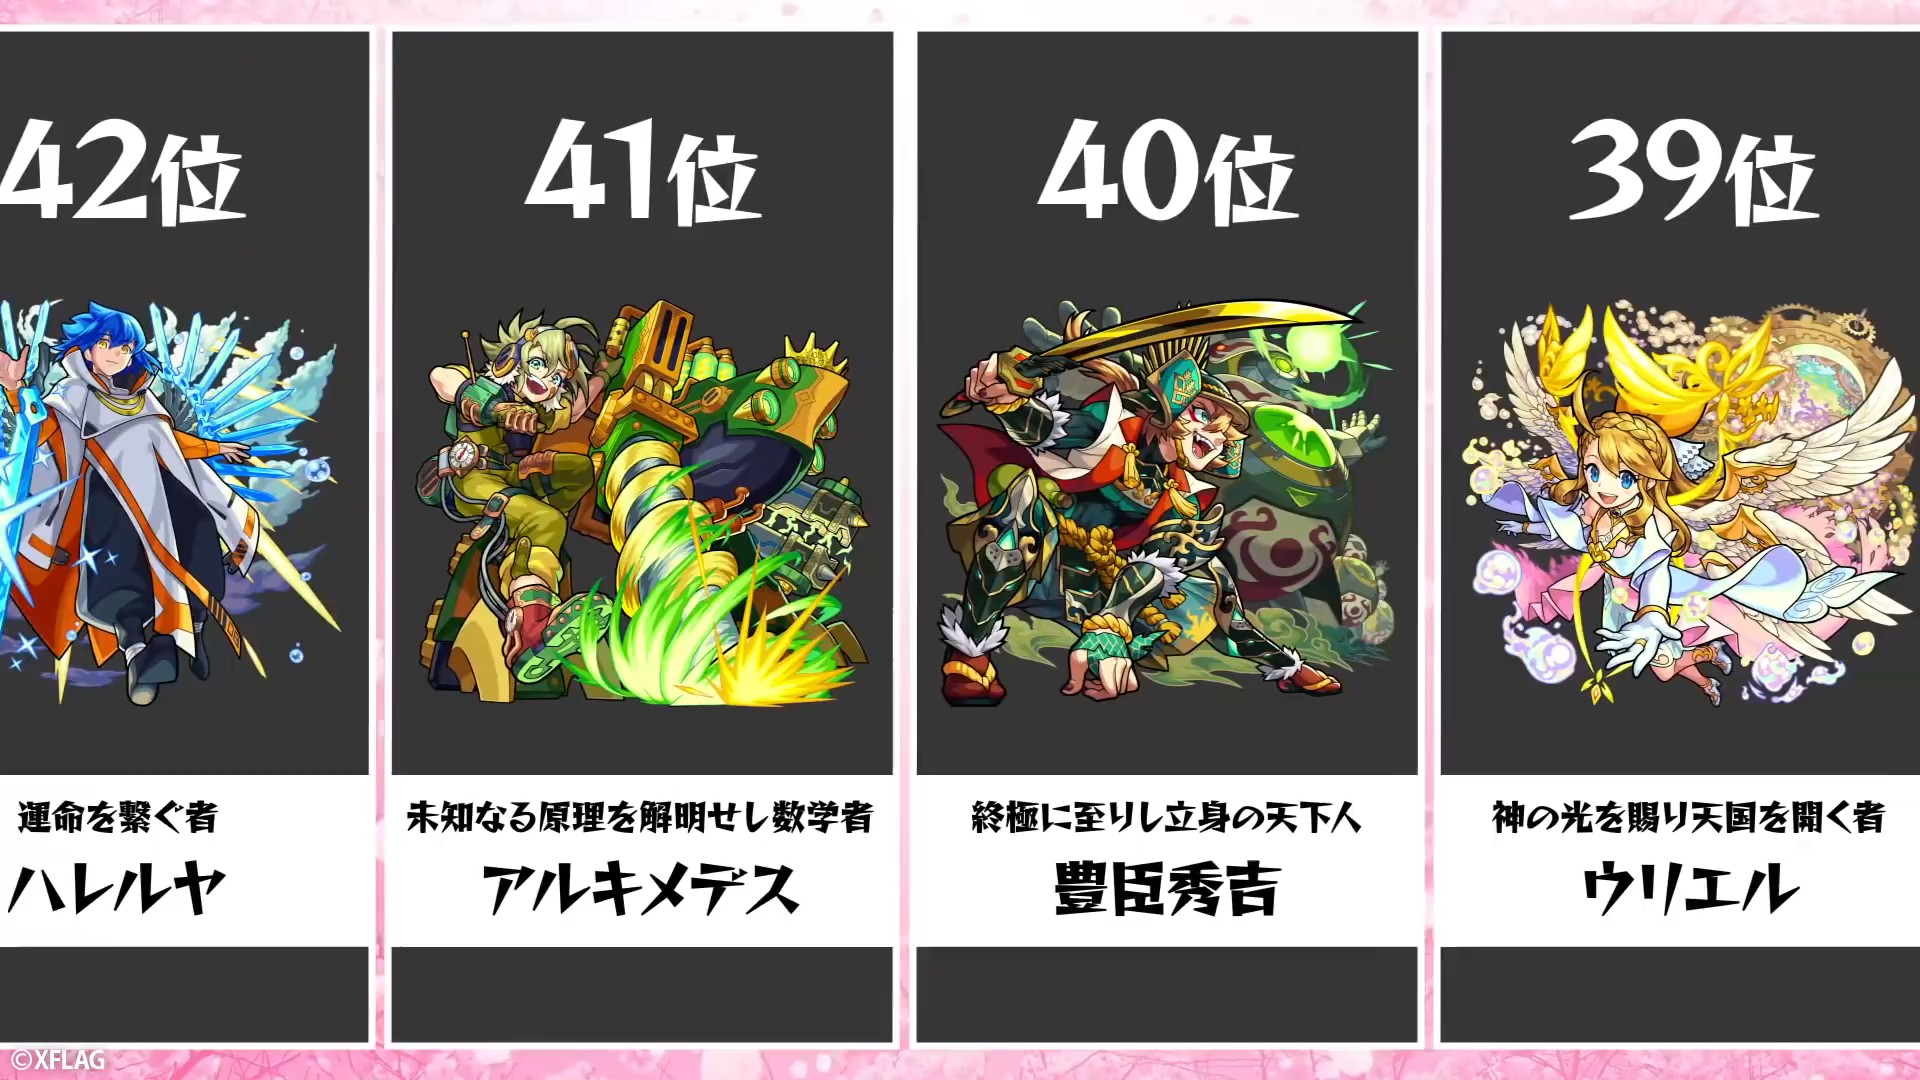 42位
運命を繋ぐ者
ハレルヤ
41位
未知なる原理を解明せし数学者
アルキメデス
40位
終極に至りし立身の天下人
豊臣秀吉
39位
神の光を賜り天国を開く者
ウリエル
©XFLAG